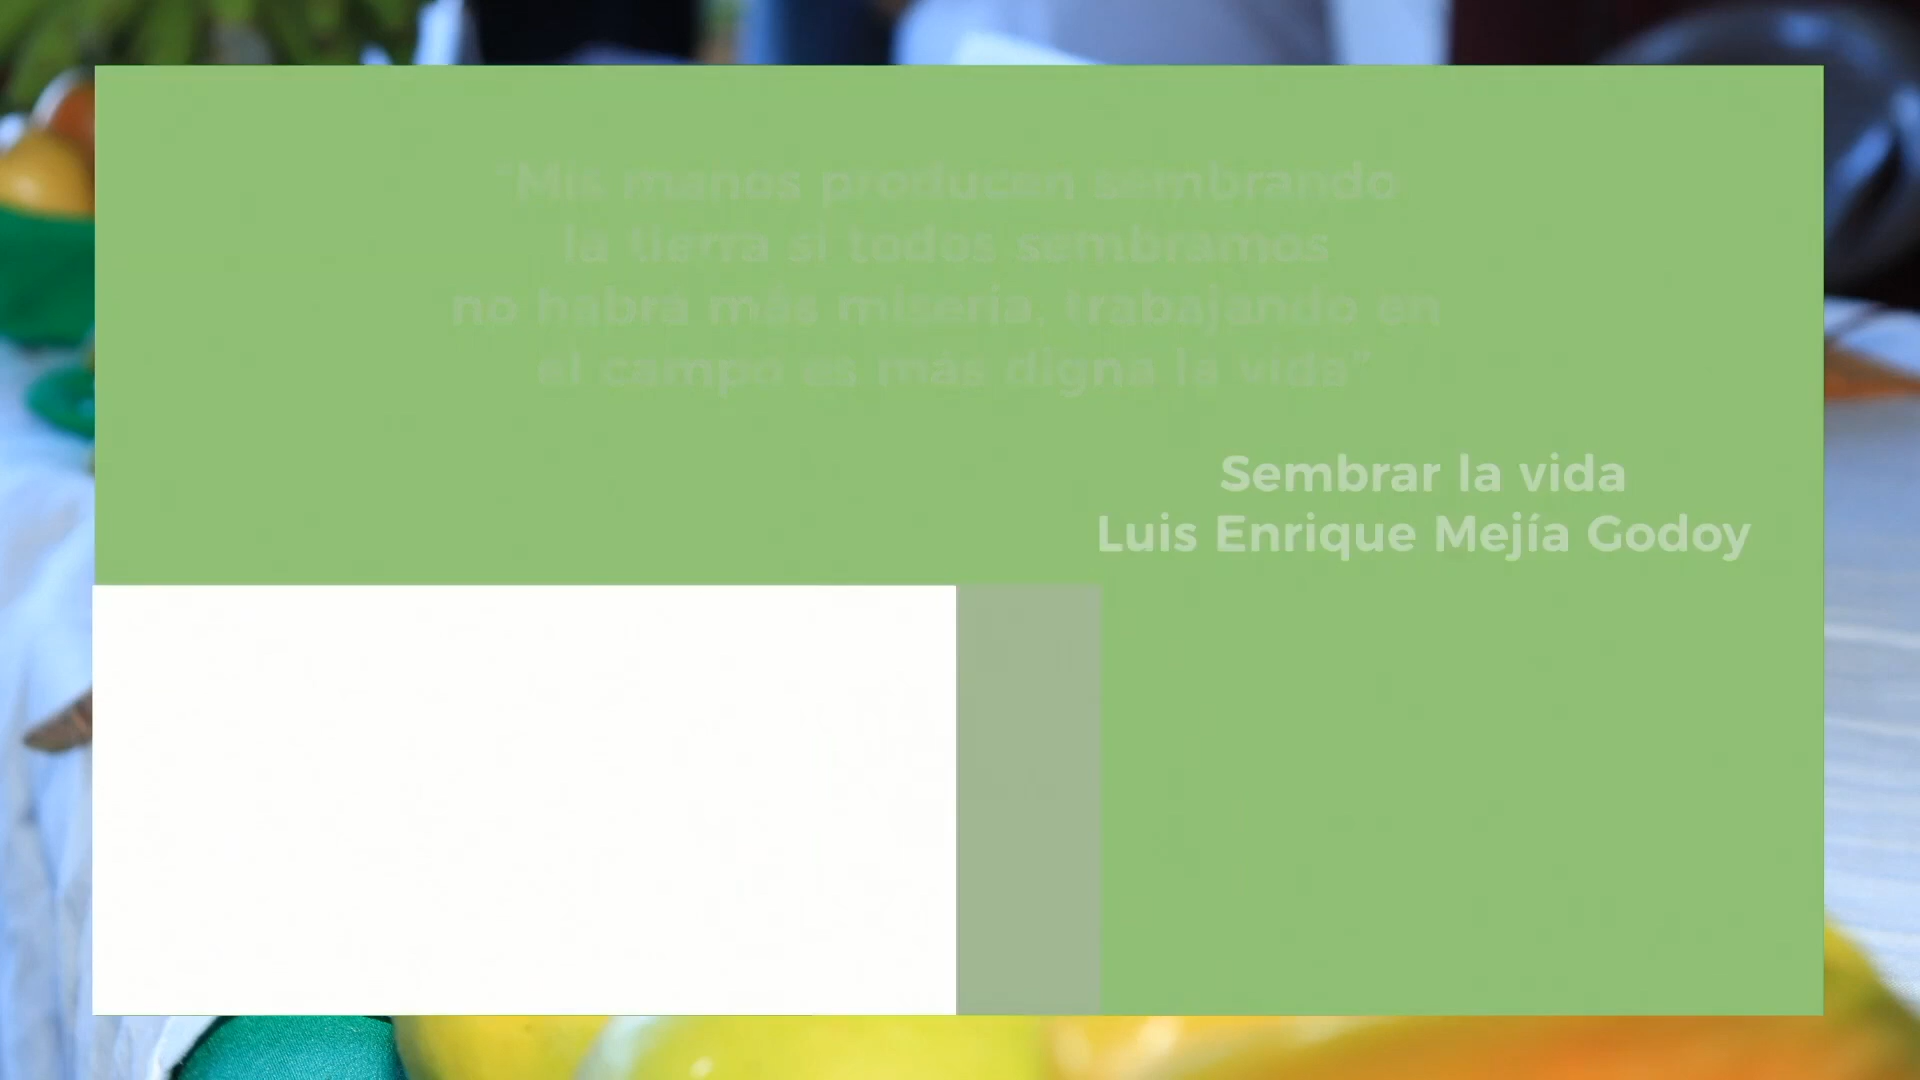 "Mis manos producen sembrando
la tierra si todos sembramos
no habrá más miseria, trabajando en
el campo es más digna la vida"
Sembrar la vida
Luis Enrique Mejía Godoy